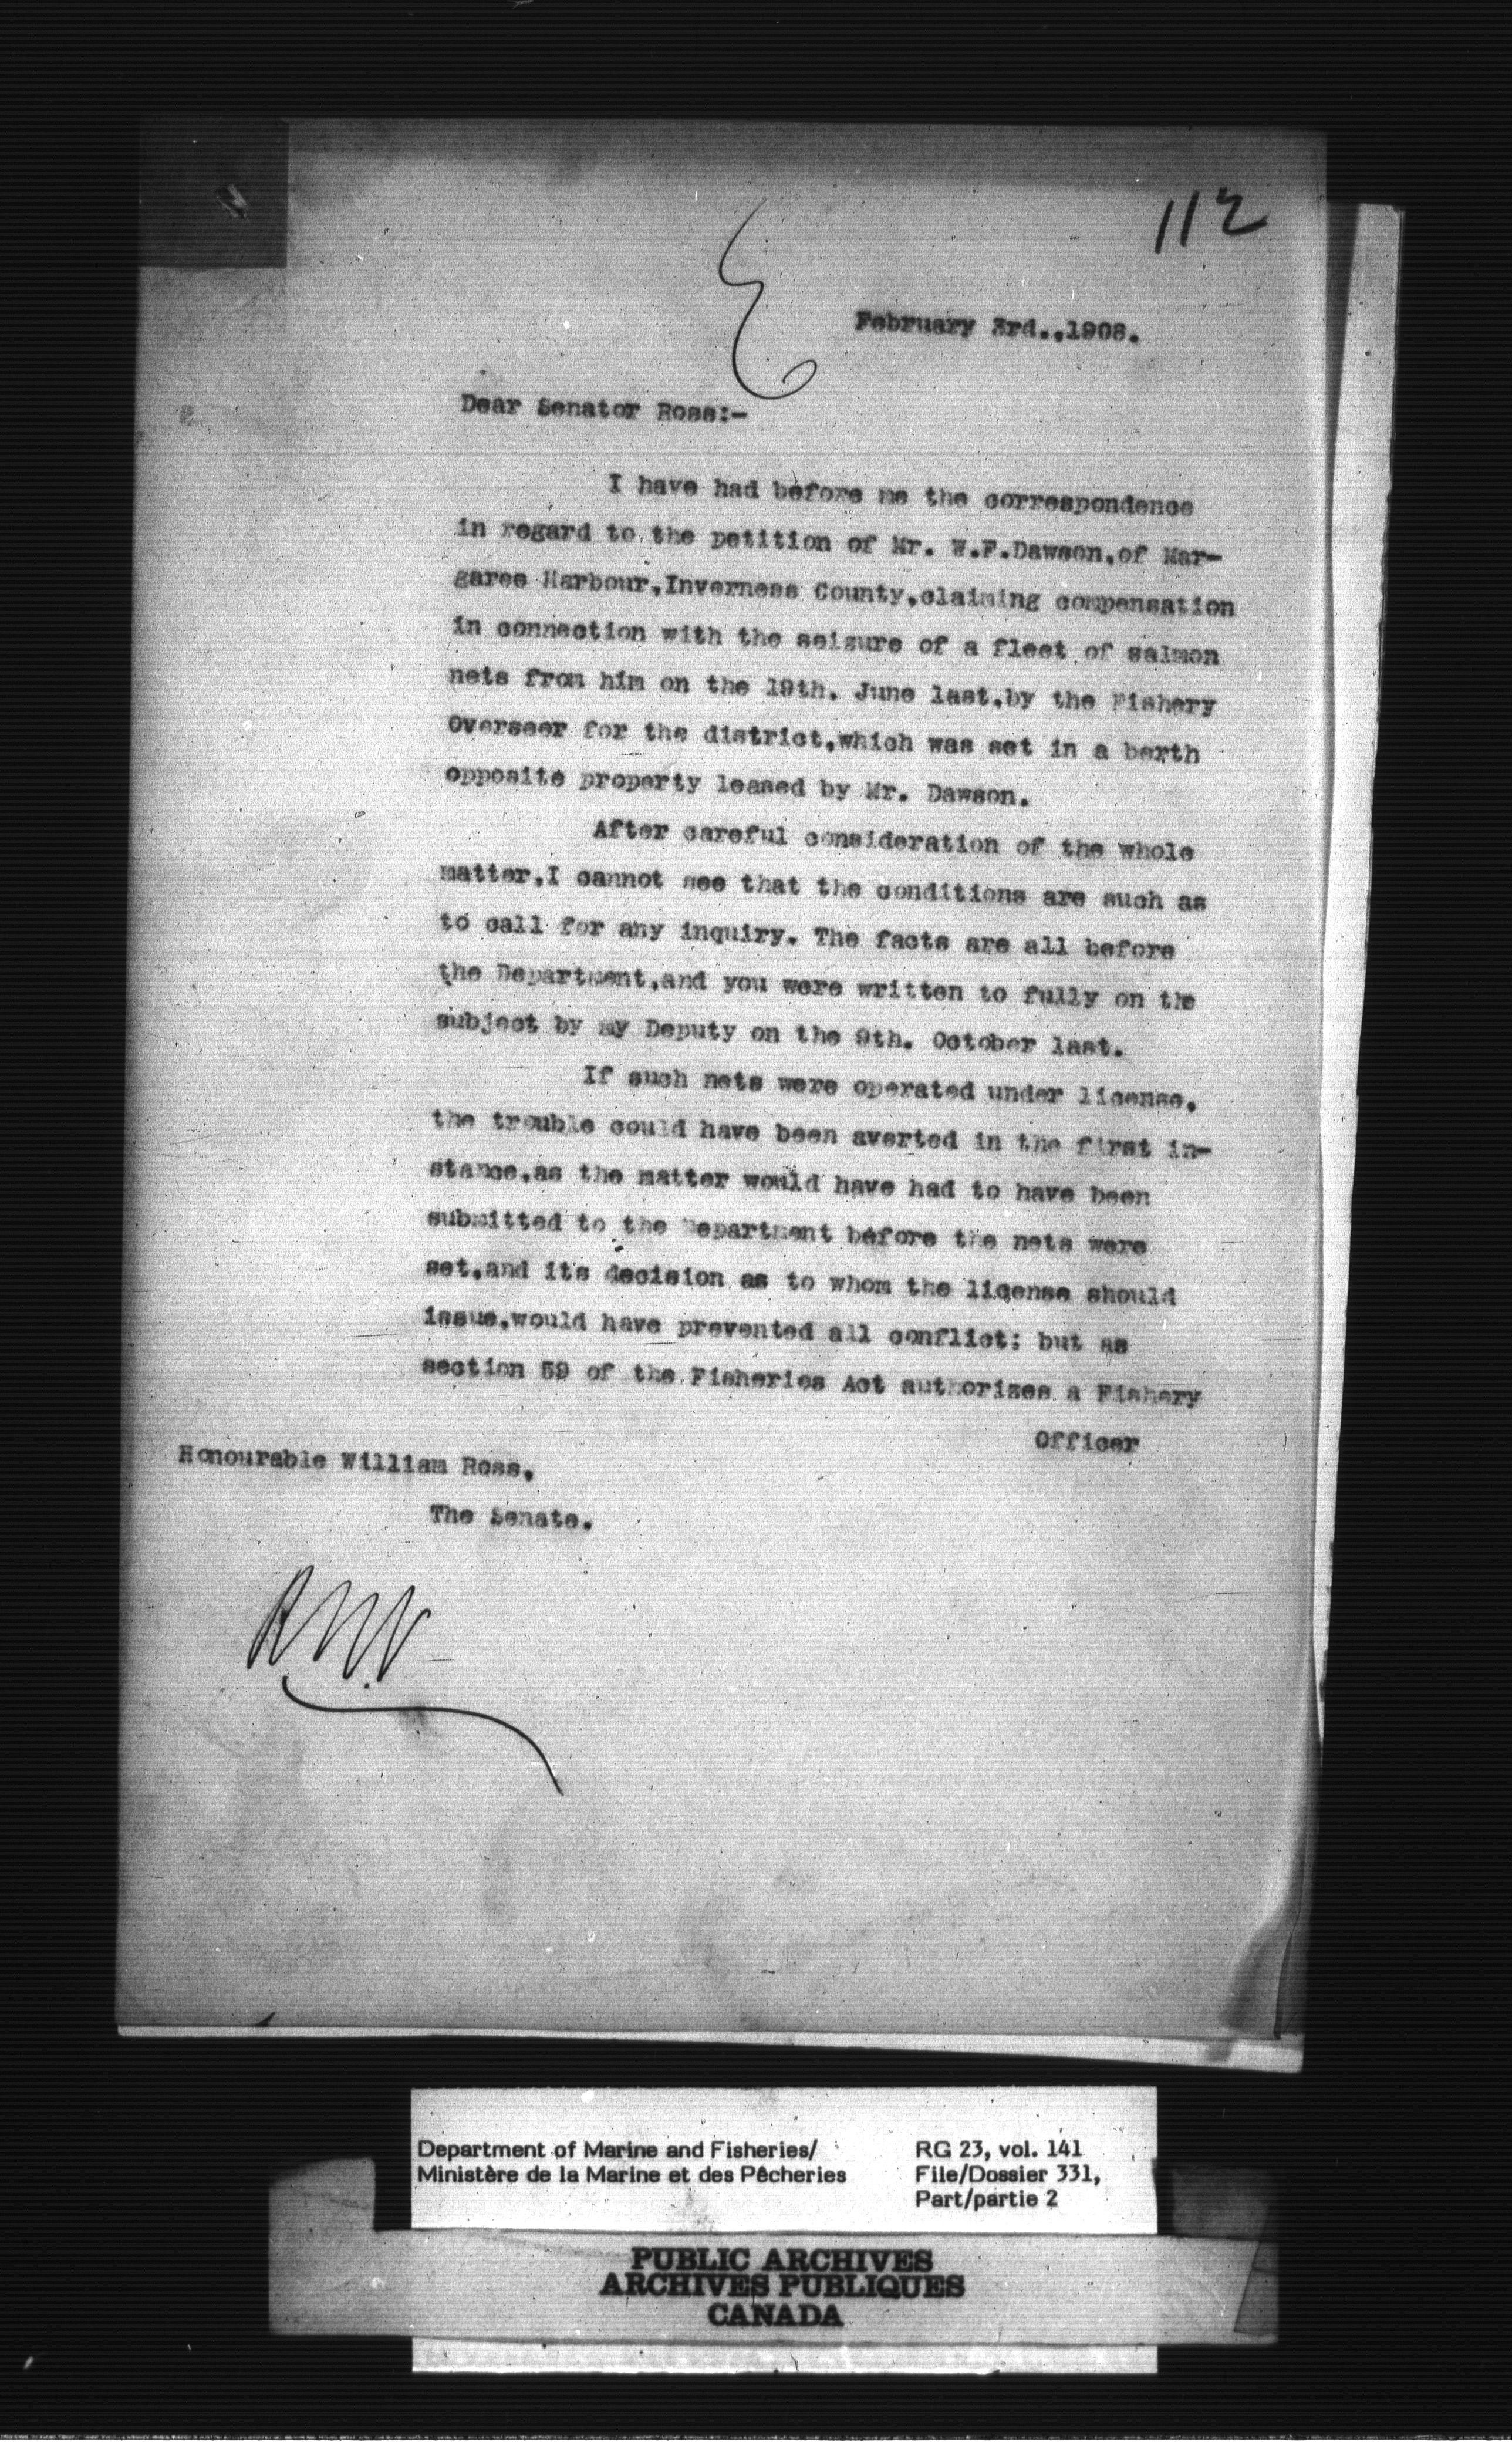 112
February 3rd.,1908.
Dear Senator Ross:-
I have had before me the correspondence
in regard to the petition of Mr. W.F.Dawson,of Mar-
garee Harbour,Inverness County,claiming compensation
in connection with the seizure of a fleet of salmon
nets from him on the 19th. June last,by the Fishery
Overseer for the district,which was set in a berth
opposite property leased by Mr. Dawson.
After careful consideration of the whole
matter,I cannot see that the conditions are such as
to call for any inquiry. The facts are all before
the Department,and you were written to fully on the
subject by my Deputy on the 9th. October last.
If such nets were operated under license,
the trouble could have been averted in the first in-
stance,as the matter would have had to have been
submitted to the Department before the nets were
set,and it's decision as to whom the license should
issue,would have prevented all conflict; but as
section 59 of the Fisheries Act authorizes a Fishery
Officer
Honourable William Ross,
The Senate.
Department of Marine and Fisheries/
Ministère de la Marine et des Pêcheries
RG 23, vol. 141
File/Dossier 331,
Part/partie 2
PUBLIC ARCHIVES
ARCHIVES PUBLIQUES
CANADA